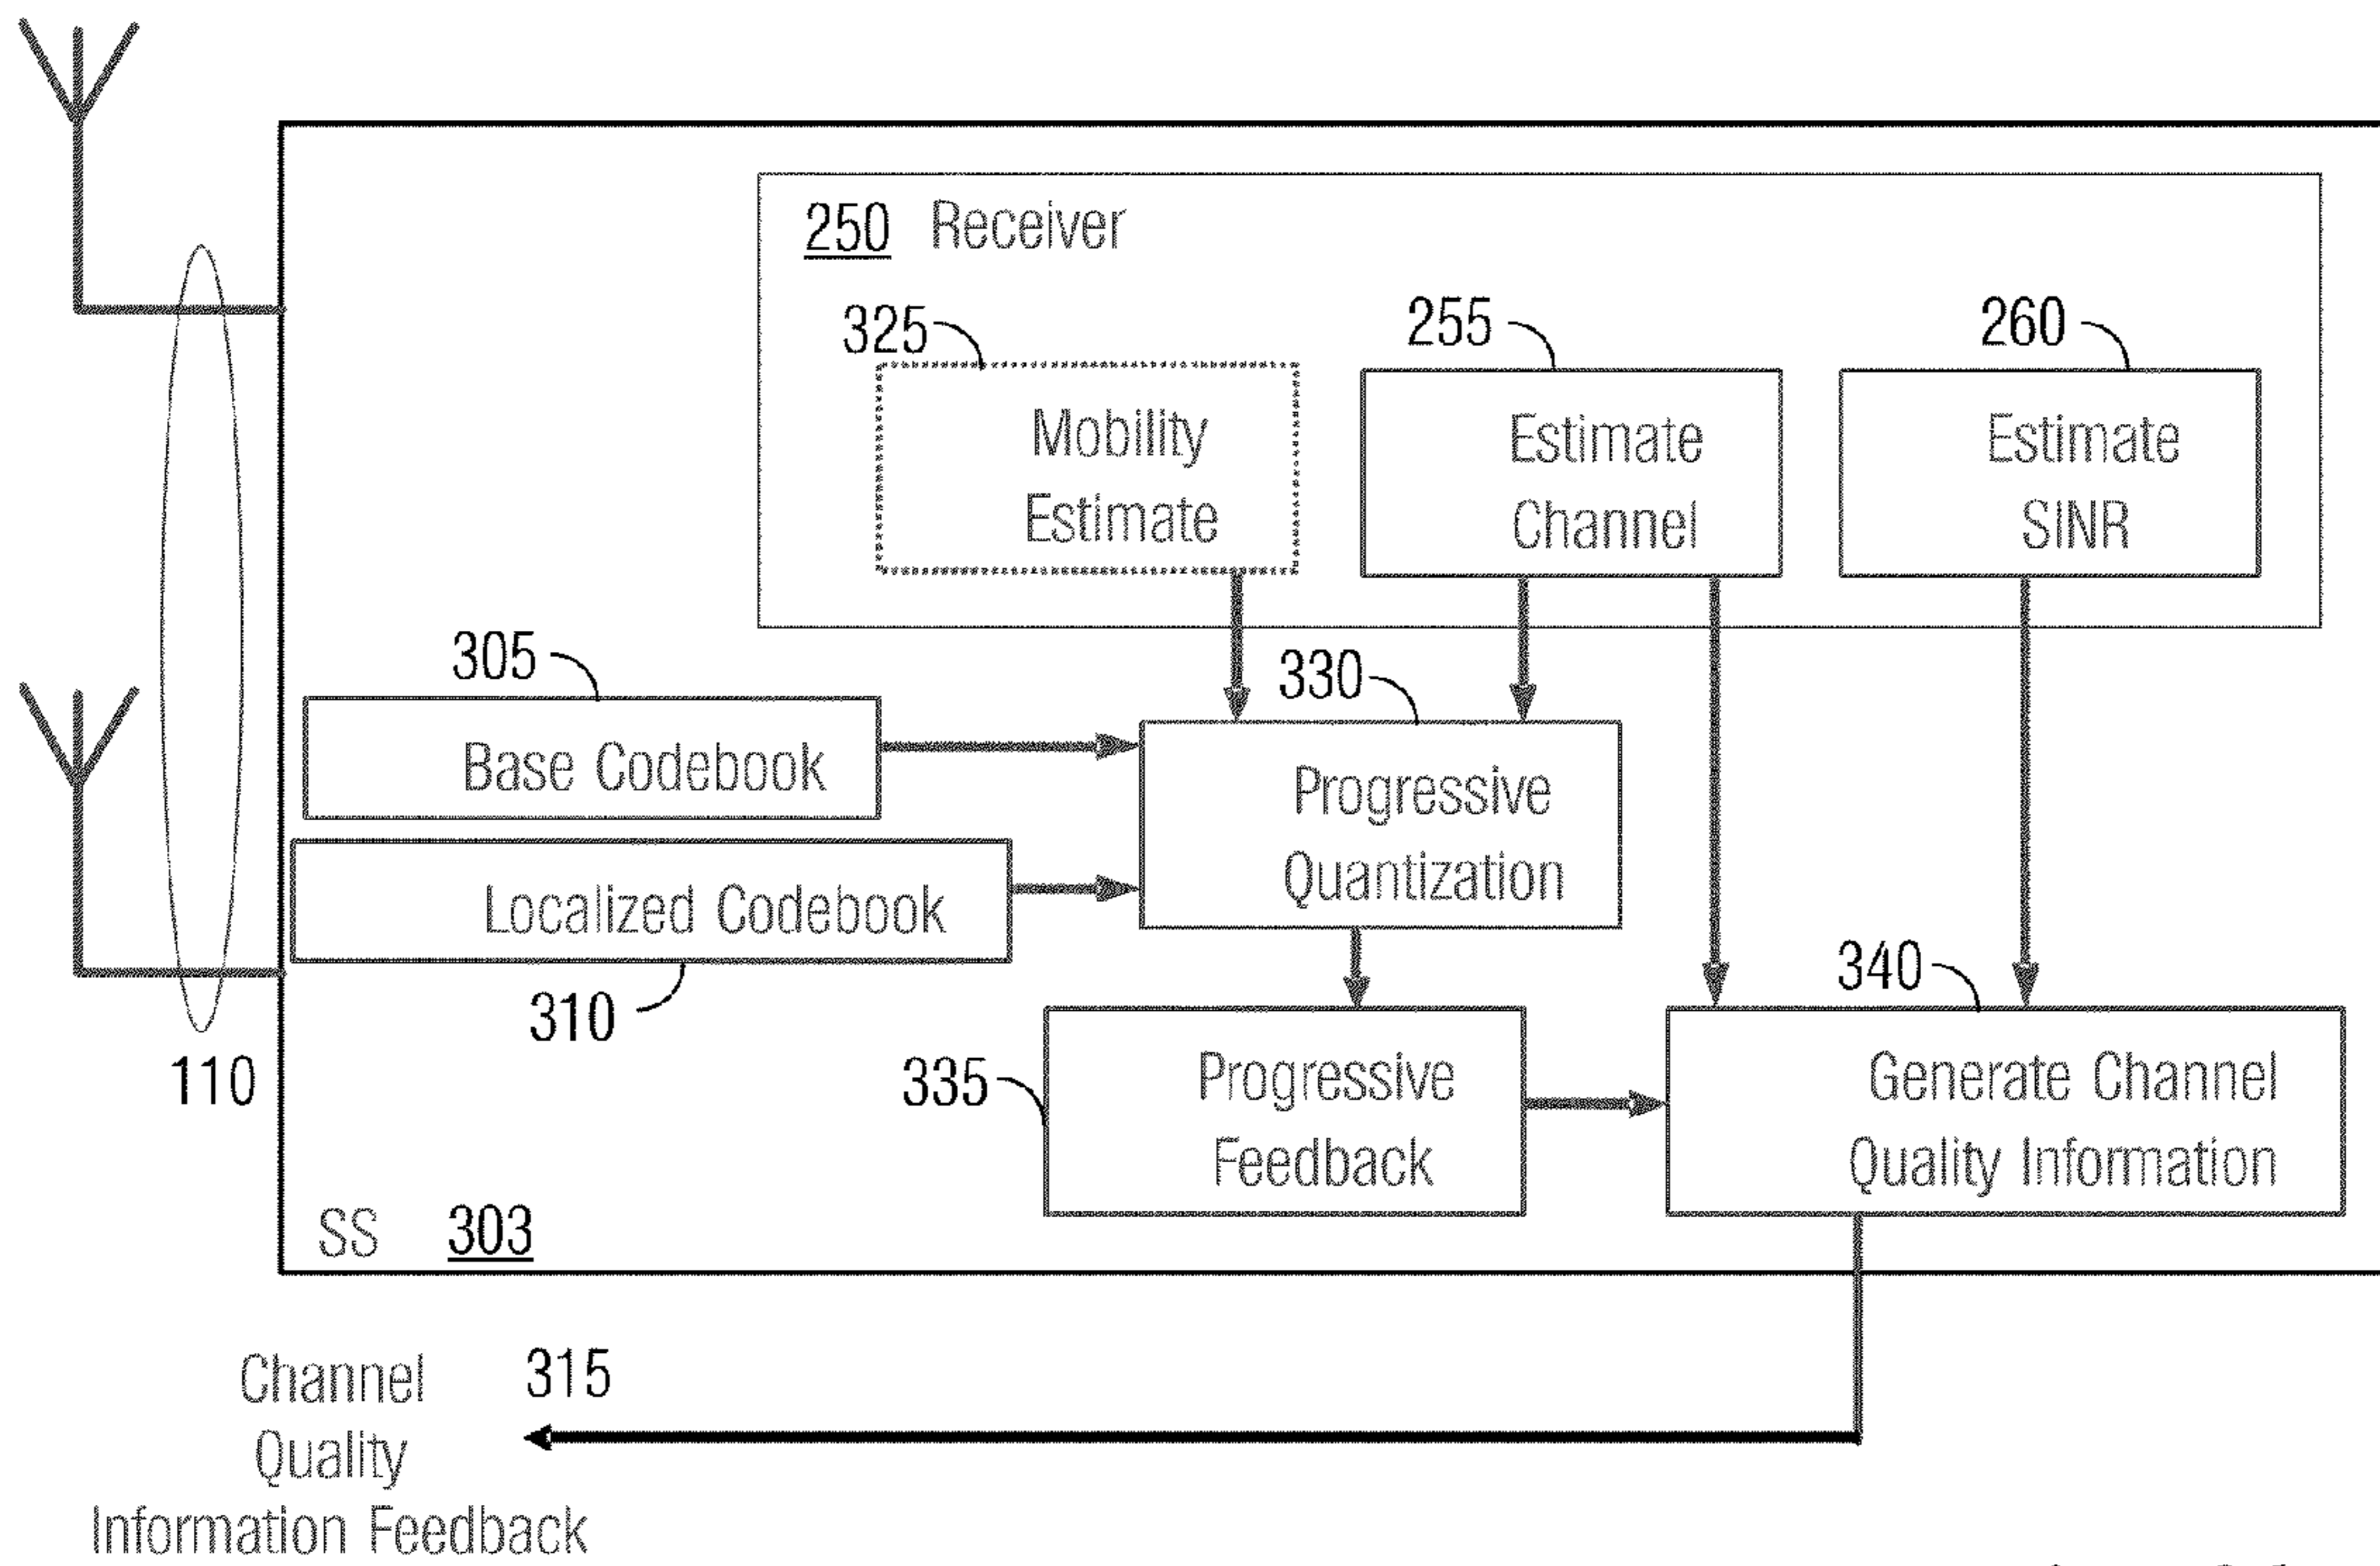 250 Receiver
325
255
260
Mobility
Estimate
Estimate
Channel
Estimate
SINR
305
330
Base Codebook
Progressive
Quantization
Localized Codebook
310
340
110
335
Progressive
Feedback
Generate Channel
Quality Information
SS 303
Channel
Quality
Information Feedback
315